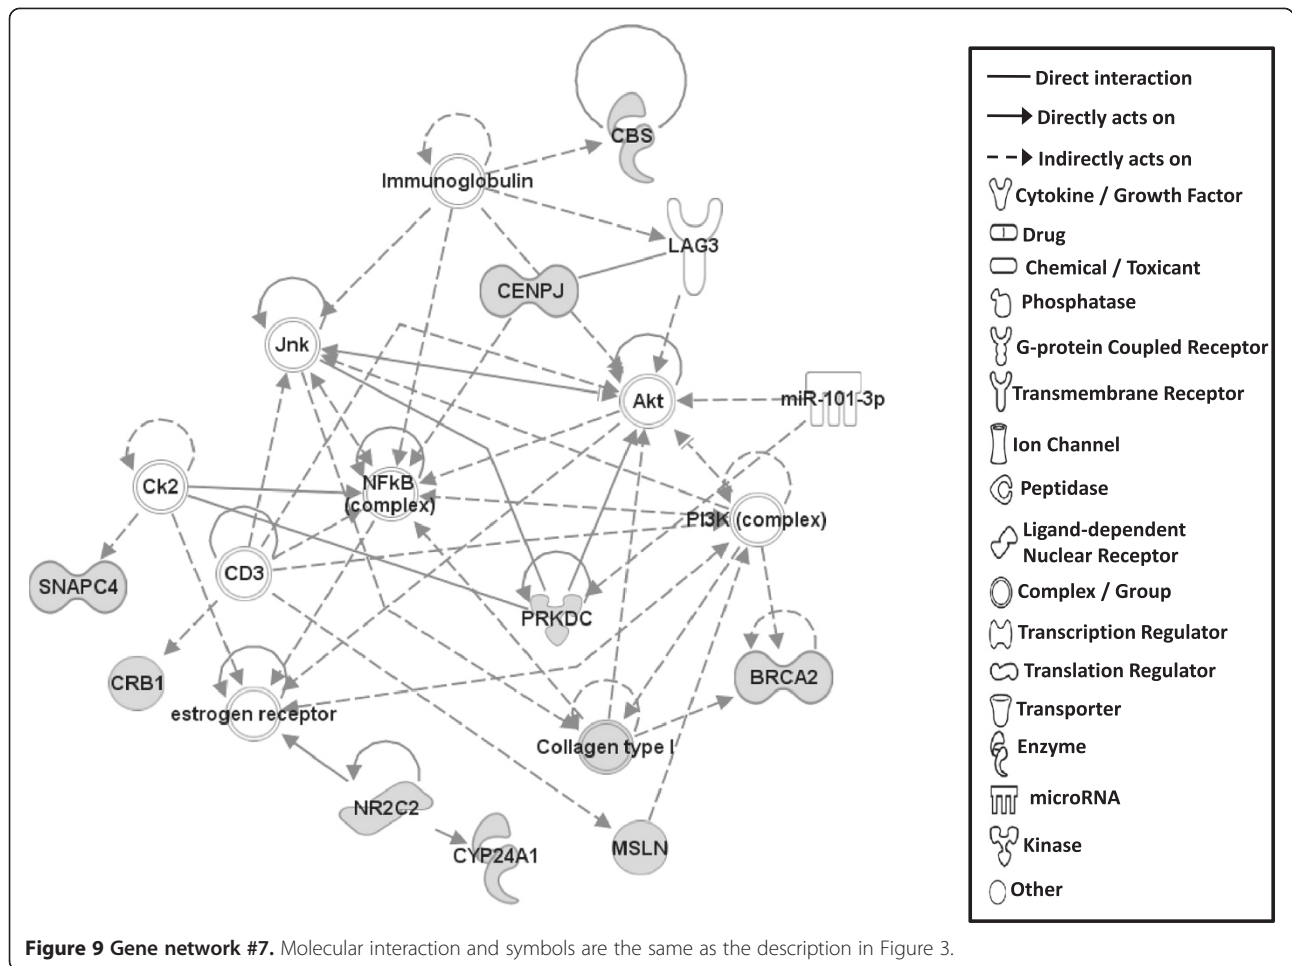 CBS
Immunoglobulin
LAG3
CENPJ
Jnk
Akt
miR-101-3p
Ck2
NFkB
(complex)
PI3K (complex)
CD3
SNAPC4
PRKDC
CRB1
BRCA2
estrogen receptor
Collagen type I
NR2C2
CYP24A1
MSLN
Direct interaction
Directly acts on
Indirectly acts on
Cytokine / Growth Factor
Drug
Chemical / Toxicant
Phosphatase
G-protein Coupled Receptor
Transmembrane Receptor
Ion Channel
Peptidase
Ligand-dependent
Nuclear Receptor
Complex / Group
Transcription Regulator
Translation Regulator
Transporter
Enzyme
microRNA
Kinase
Other
Figure 9 Gene network #7. Molecular interaction and symbols are the same as the description in Figure 3.